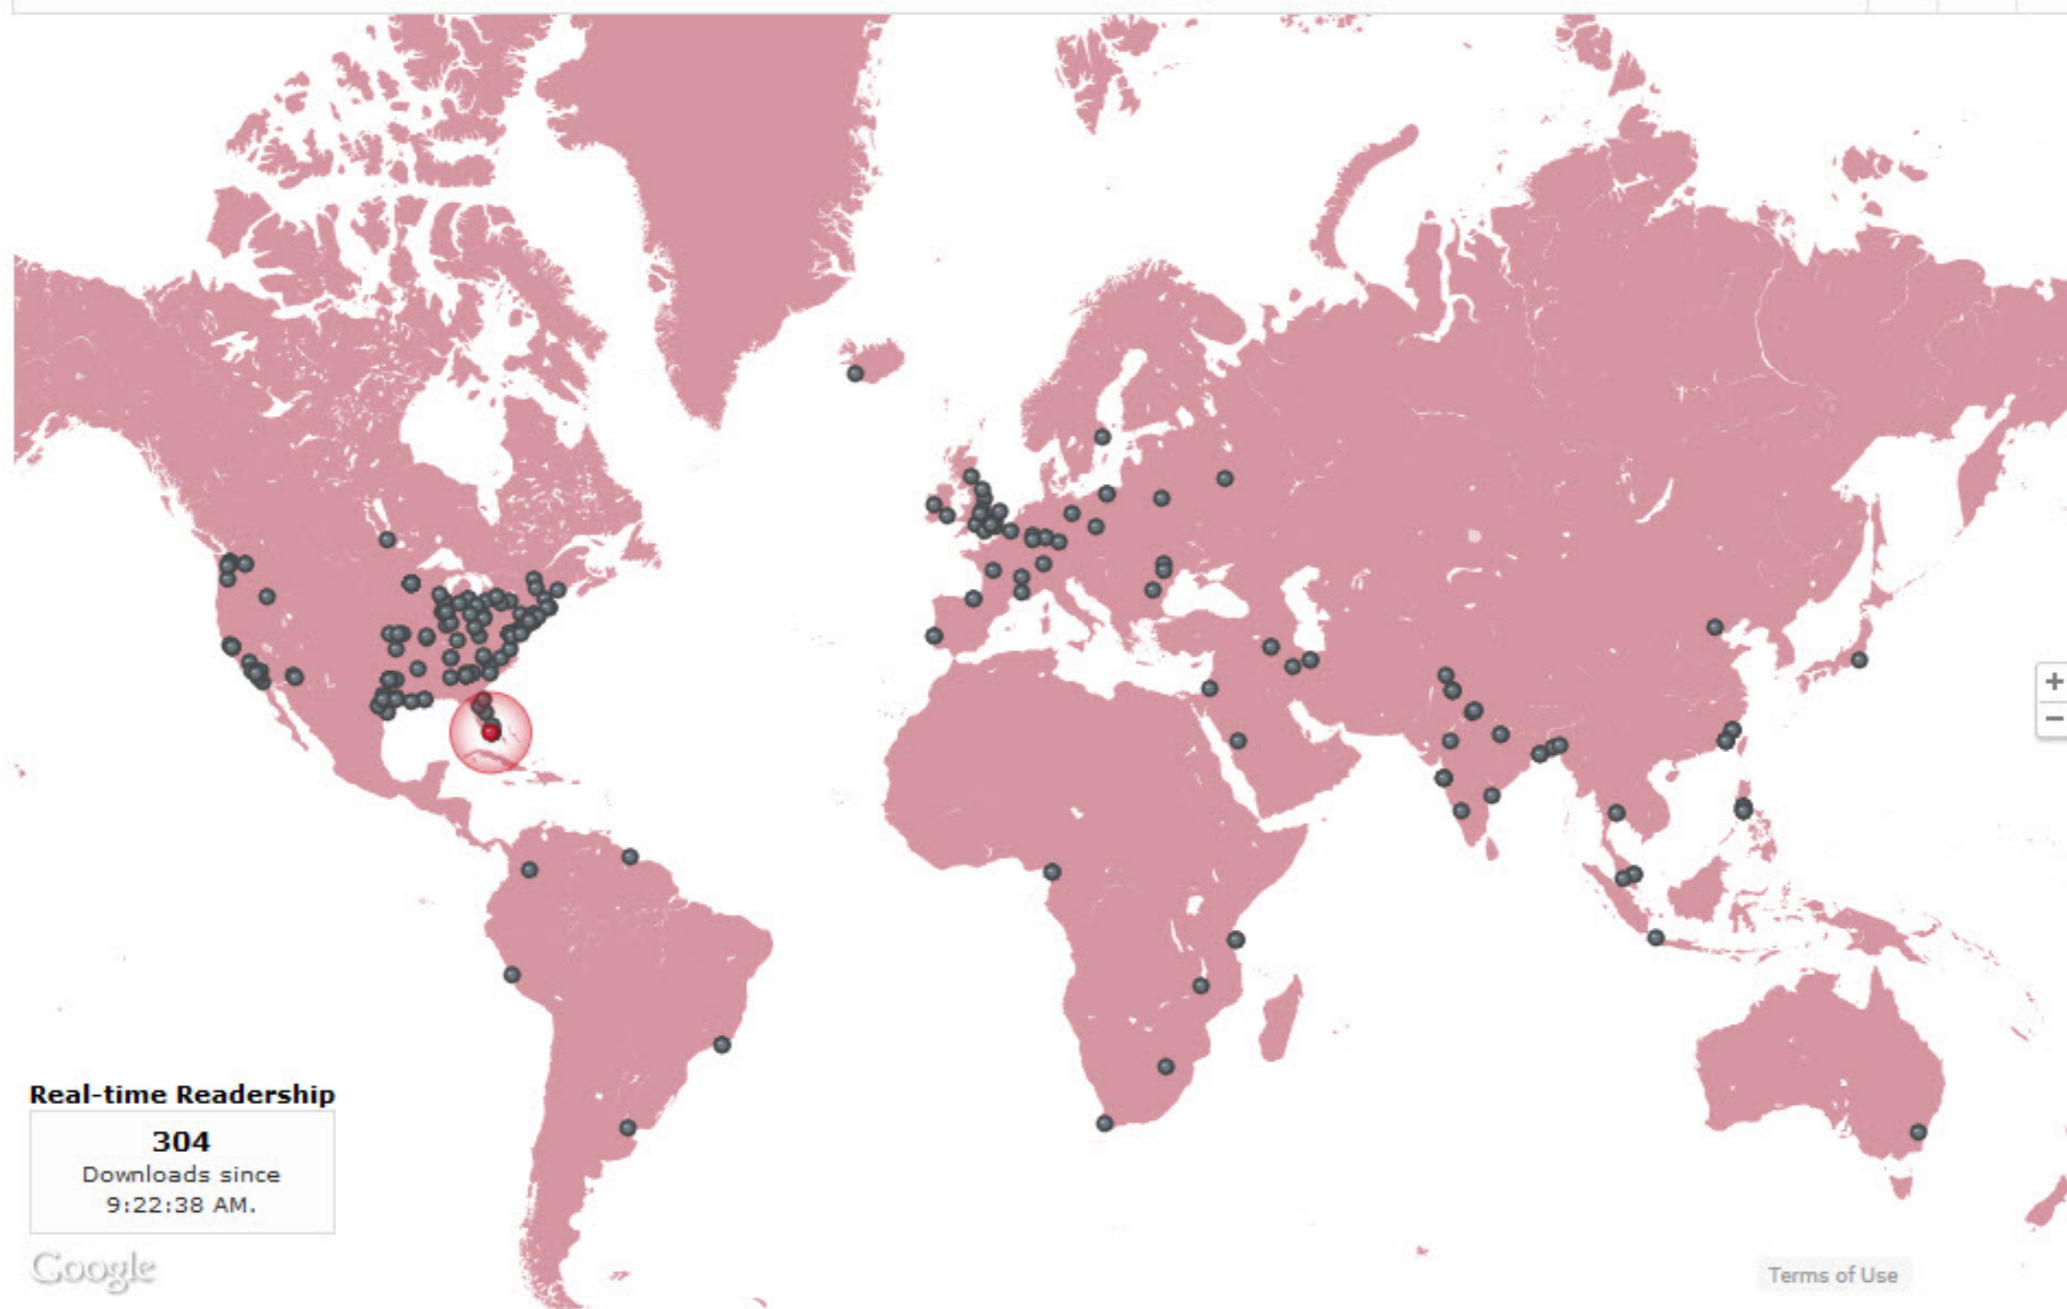 Real-time Readership
304
Downloads since
9:22:38 AM.
Google
Terms of Use
+
−